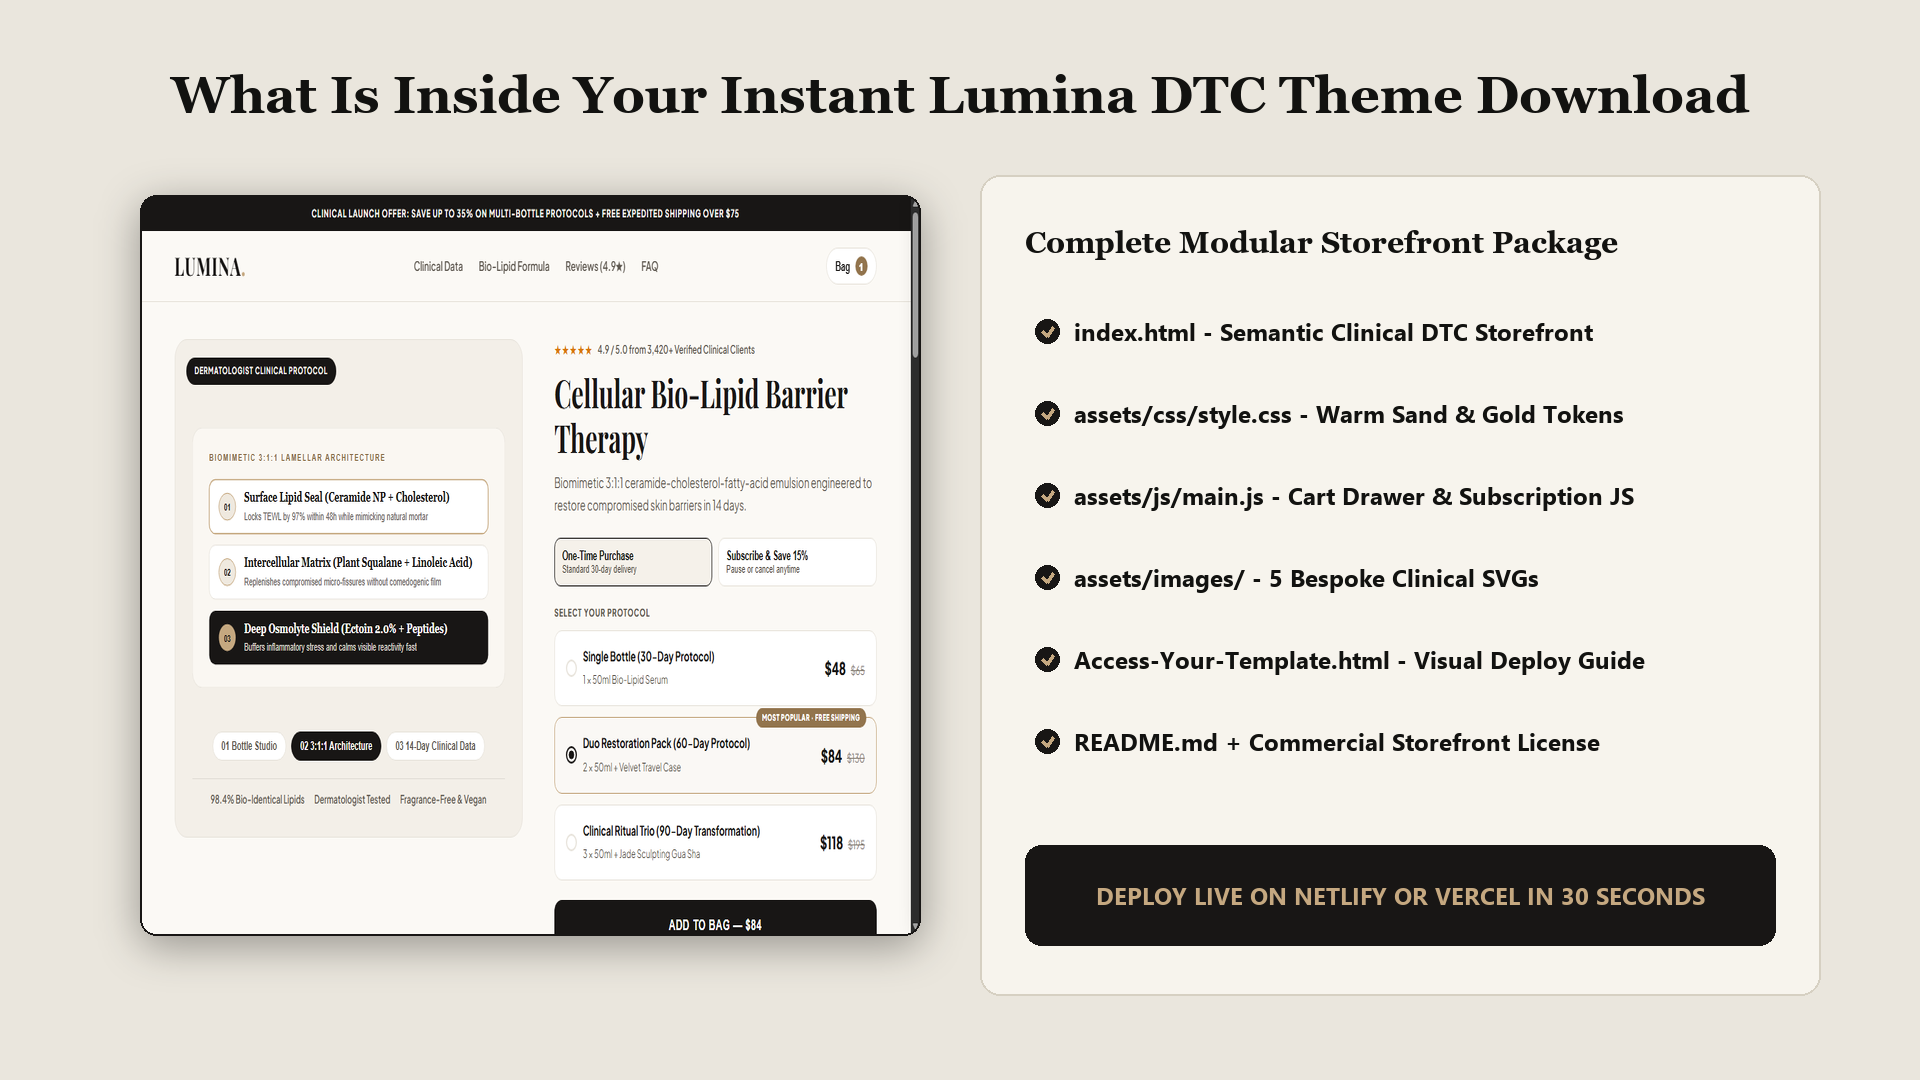 What Is Inside Your Instant Lumina DTC Theme Download
CLINICAL LAUNCH OFFER: SAVE UP TO 35% ON MULTI-BOTTLE PROTOCOLS + FREE EXPEDITED SHIPPING OVER $75
LUMINA.
Clinical Data
Bio-Lipid Formula
Reviews (4.9★)
FAQ
Bag 1
DERMATOLOGIST CLINICAL PROTOCOL
BIOMIMETIC 3:1:1 LAMELLAR ARCHITECTURE
01
Surface Lipid Seal (Ceramide NP + Cholesterol)
Locks TEWL by 97% within 48h while mimicking natural mortar
02
Intercellular Matrix (Plant Squalane + Linoleic Acid)
Replenishes compromised micro-fissures without comedogenic film
03
Deep Osmolyte Shield (Ectoin 2.0% + Peptides)
Buffers inflammatory stress and calms visible reactivity fast
01 Bottle Studio
02 3:1:1 Architecture
03 14-Day Clinical Data
98.4% Bio-Identical Lipids
Dermatologist Tested
Fragrance-Free & Vegan
★★★★★ 4.9 / 5.0 from 3,420+ Verified Clinical Clients
Cellular Bio-Lipid Barrier
Therapy
Biomimetic 3:1:1 ceramide-cholesterol-fatty-acid emulsion engineered to
restore compromised skin barriers in 14 days.
One-Time Purchase
Standard 30-day delivery
Subscribe & Save 15%
Pause or cancel anytime
SELECT YOUR PROTOCOL
Single Bottle (30-Day Protocol)
1 x 50ml Bio-Lipid Serum
$48 $65
MOST POPULAR · FREE SHIPPING
Duo Restoration Pack (60-Day Protocol)
2 x 50ml + Velvet Travel Case
$84 $130
Clinical Ritual Trio (90-Day Transformation)
3 x 50ml + Jade Sculpting Gua Sha
$118 $195
ADD TO BAG — $84
Complete Modular Storefront Package
index.html - Semantic Clinical DTC Storefront
assets/css/style.css - Warm Sand & Gold Tokens
assets/js/main.js - Cart Drawer & Subscription JS
assets/images/ - 5 Bespoke Clinical SVGs
Access-Your-Template.html - Visual Deploy Guide
README.md + Commercial Storefront License
DEPLOY LIVE ON NETLIFY OR VERCEL IN 30 SECONDS